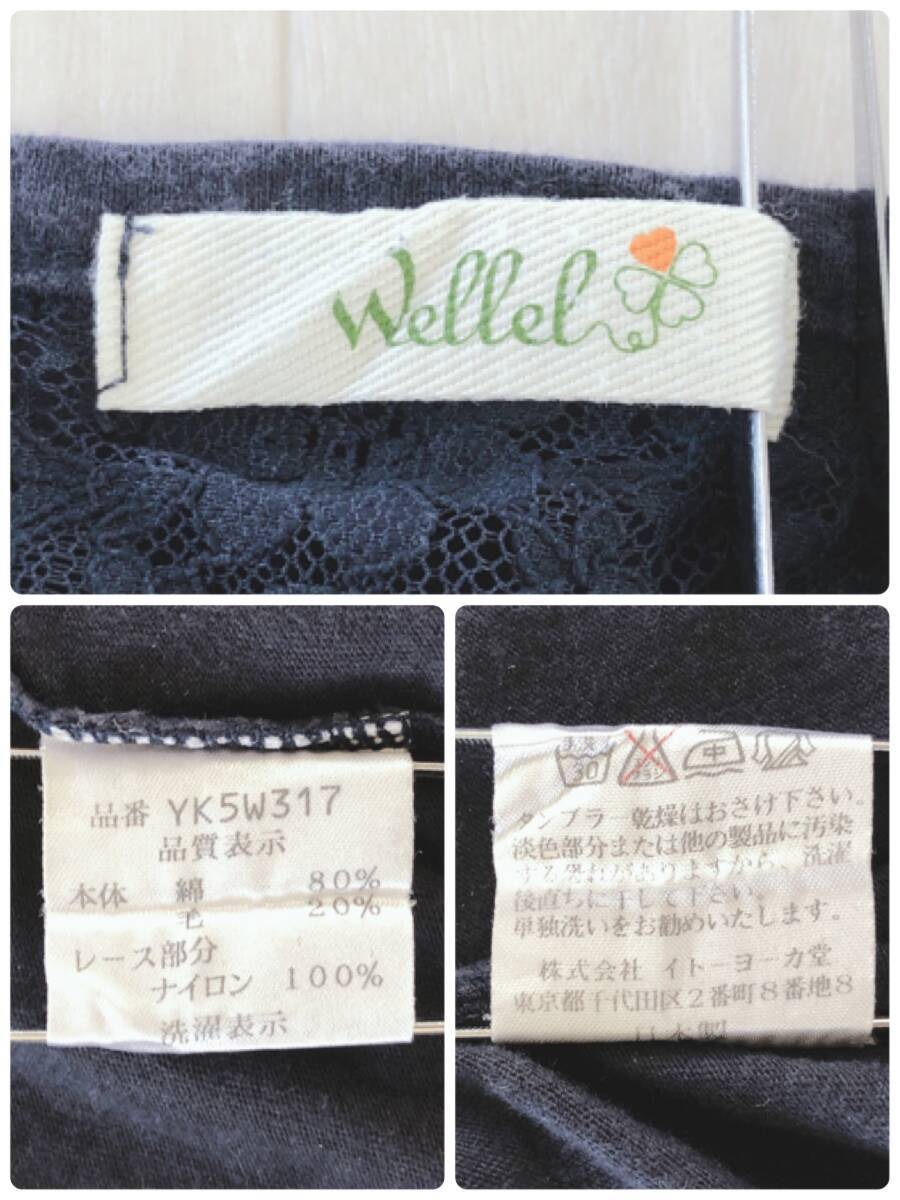 Wellel
品番 YK5W317
品質表示
本体 綿 80%
毛 20%
レース部分
ナイロン 100%
洗濯表示
手洗イ
30
エンソサラシ
中
タンブラー乾燥はおさけ下さい。
淡色部分または他の製品に汚染
する恐れがありますから、洗濯
後直ちに干して下さい。
単独洗いをお勧めいたします。
株式会社 イトーヨーカ堂
東京都千代田区2番町8番地8
日本製